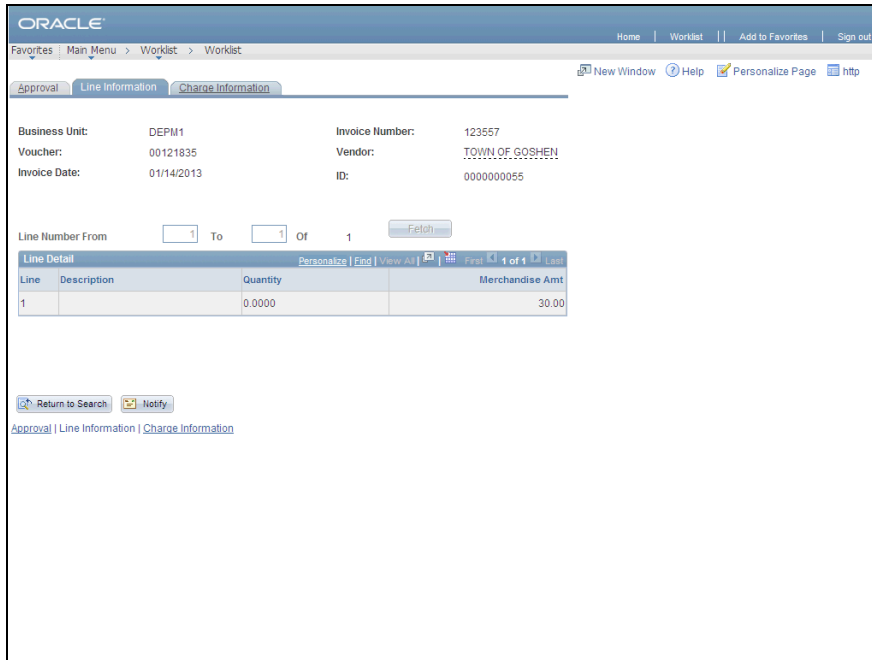 ORACLE
Home | Worklist || Add to Favorites | Sign out
Favorites | Main Menu > Worklist > Worklist
New Window Help Personalize Page http
Approval Line Information Charge Information
Business Unit: DEPM1 Invoice Number: 123557
Voucher: 00121835 Vendor: TOWN OF GOSHEN
Invoice Date: 01/14/2013 ID: 0000000055
Line Number From 1 To 1 Of 1 Fetch
Line Detail Personalize | Find | View All | | First 1 of 1 Last
Line Description Quantity Merchandise Amt
1 0.0000 30.00
Return to Search Notify
Approval | Line Information | Charge Information